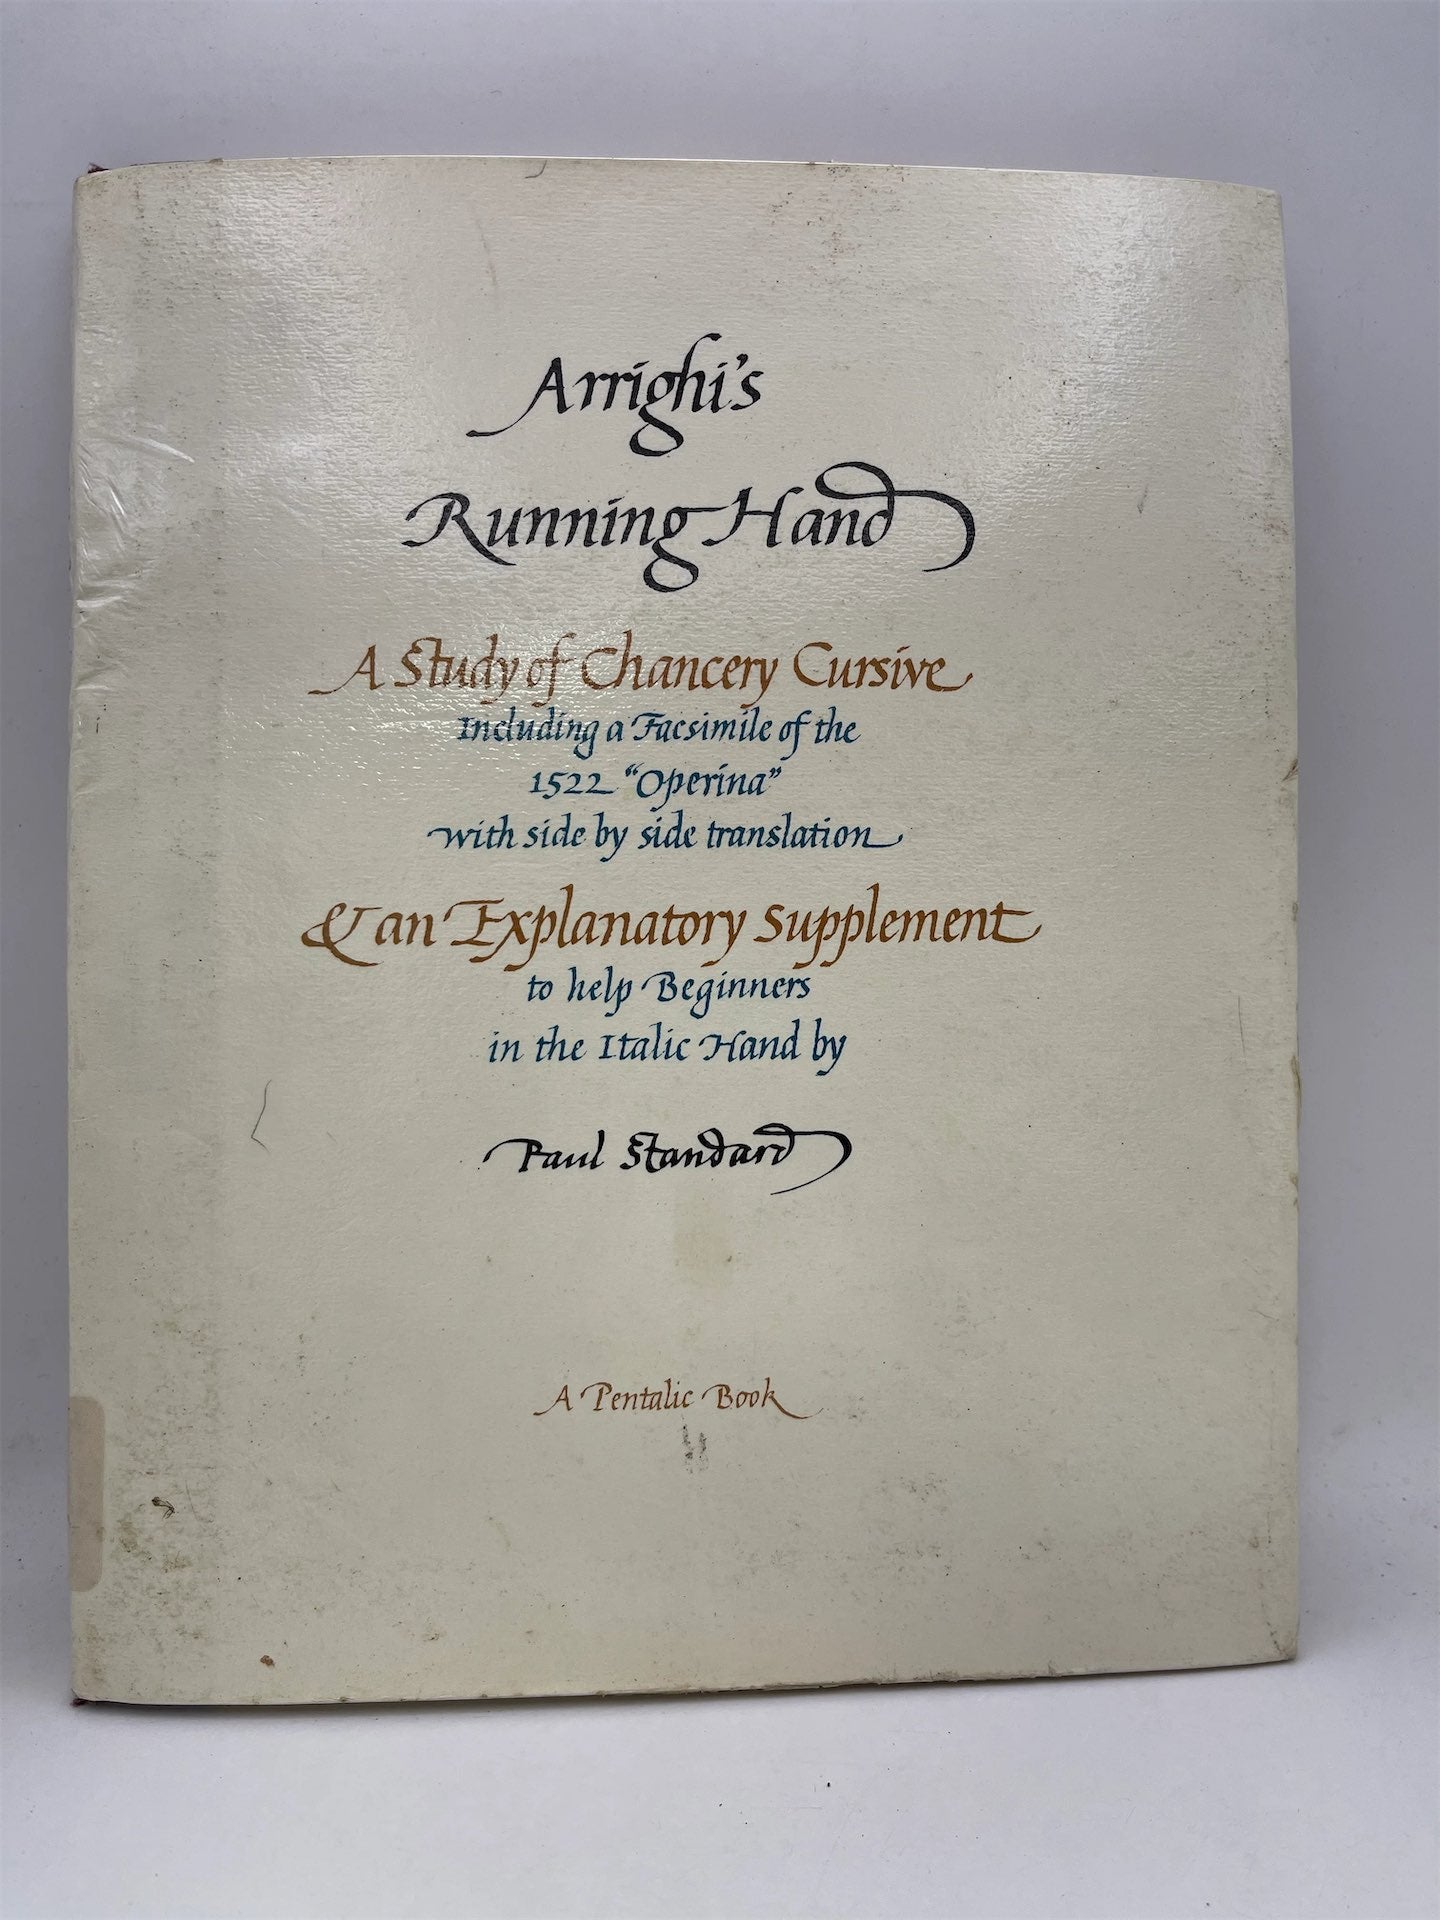 Arrighi's
Running Hand
A Study of Chancery Cursive
Including a Facsimile of the
1522 "Operina"
with side by side translation
& an Explanatory Supplement
to help Beginners
in the Italic Hand by
Paul Standard
A Pentalic Book